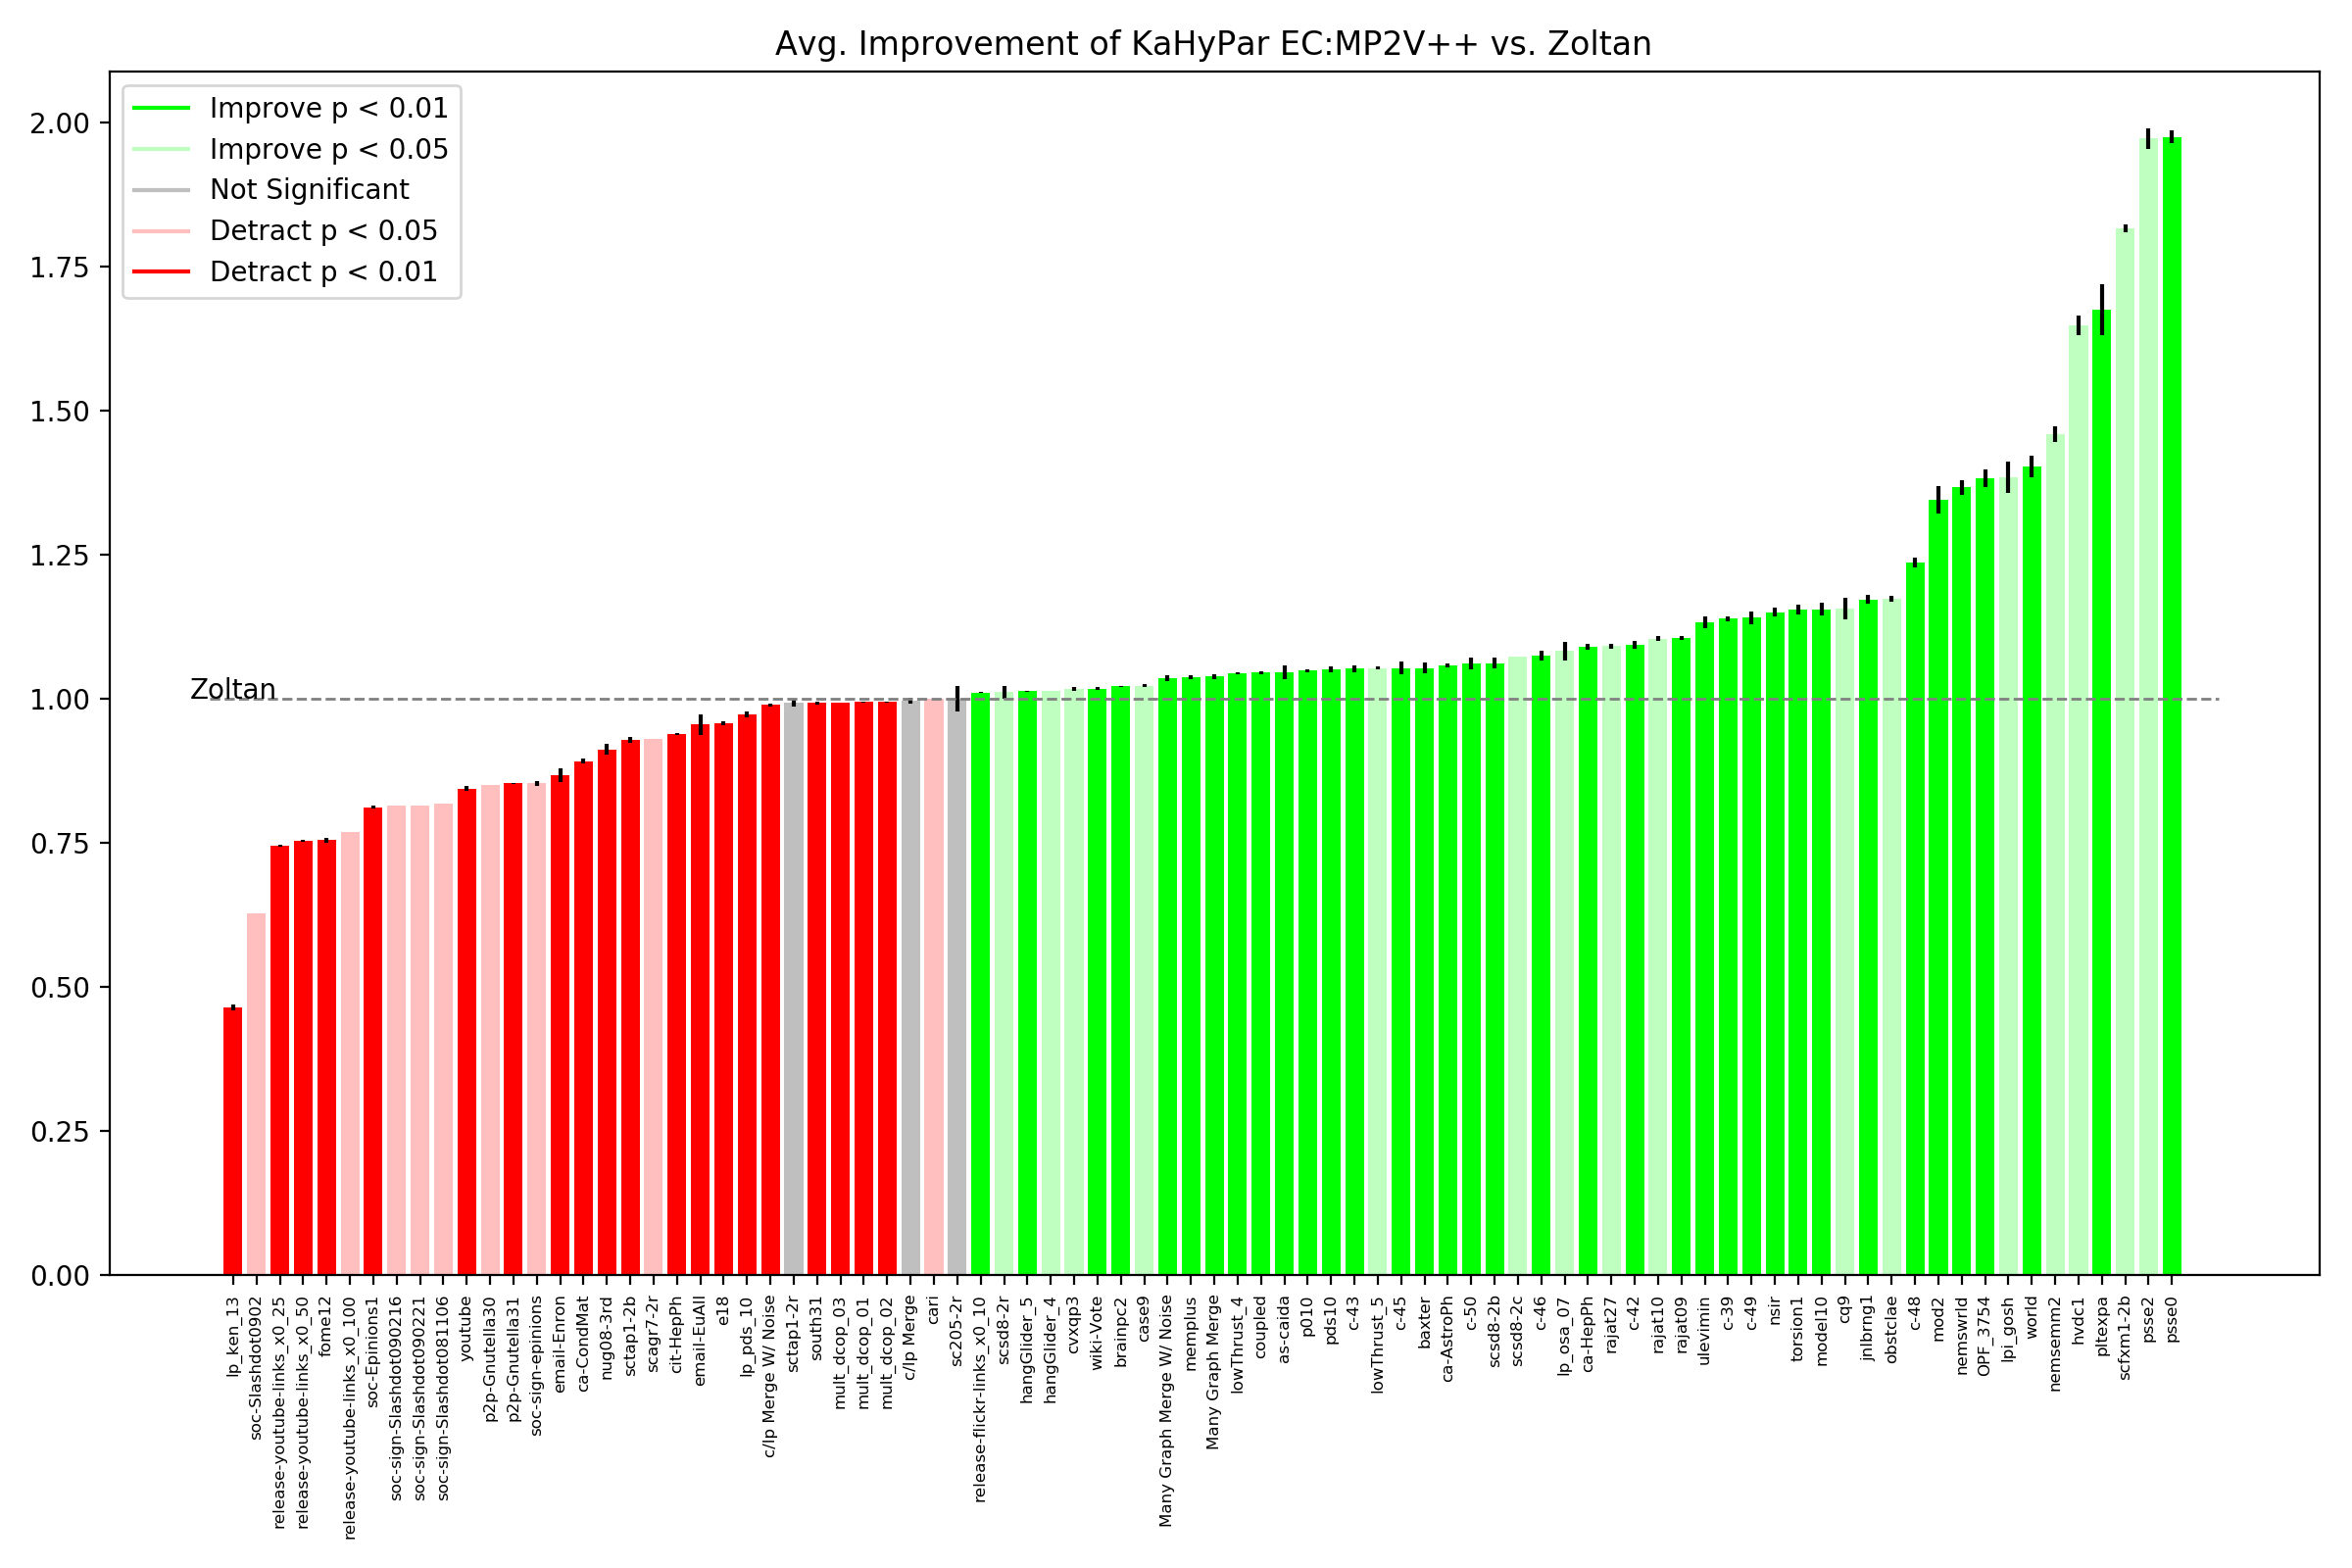 Avg. Improvement of KaHyPar EC:MP2V++ vs. Zoltan
Improve p < 0.01
Improve p < 0.05
Not Significant
Detract p < 0.05
Detract p < 0.01
2.00
1.75
1.50
1.25
1.00
0.75
0.50
0.25
0.00
Zoltan
lp_ken_13
soc-Slashdot0902
release-youtube-links_x0_25
release-youtube-links_x0_50
fome12
release-youtube-links_x0_100
soc-Epinions1
soc-sign-Slashdot090216
soc-sign-Slashdot090221
soc-sign-Slashdot081106
youtube
p2p-Gnutella30
p2p-Gnutella31
soc-sign-epinions
email-Enron
ca-CondMat
nug08-3rd
sctap1-2b
scagr7-2r
cit-HepPh
email-EuAll
e18
lp_pds_10
c/lp Merge W/ Noise
sctap1-2r
south31
mult_dcop_03
mult_dcop_01
mult_dcop_02
c/lp Merge
cari
sc205-2r
release-flickr-links_x0_10
scsd8-2r
hangGlider_5
hangGlider_4
cvxqp3
wiki-Vote
brainpc2
case9
Many Graph Merge W/ Noise
memplus
Many Graph Merge
lowThrust_4
coupled
as-caida
p010
pds10
c-43
lowThrust_5
c-45
baxter
ca-AstroPh
c-50
scsd8-2b
scsd8-2c
c-46
lp_osa_07
ca-HepPh
rajat27
c-42
rajat10
rajat09
ulevimin
c-39
c-49
nsir
torsion1
model10
cq9
jnlbrng1
obstclae
c-48
mod2
nemswrld
OPF_3754
lpi_gosh
world
nemsemm2
hvdc1
pltexpa
scfxm1-2b
psse2
psse0